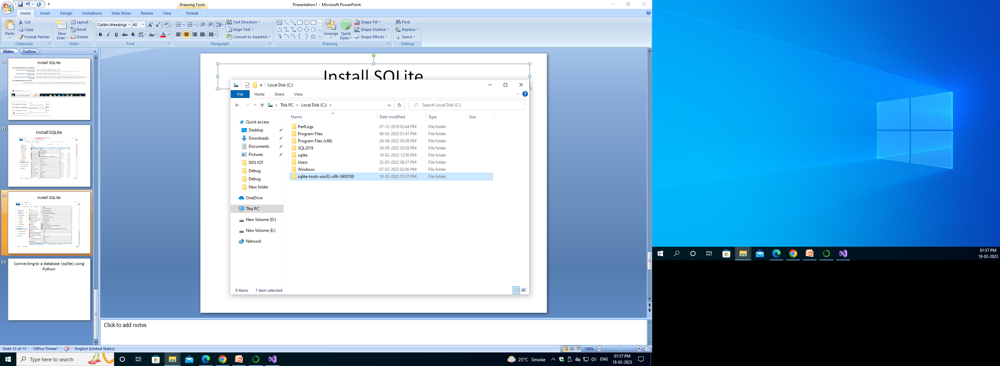 Drawing Tools
Presentation1 - Microsoft PowerPoint
Home Insert Design Animations Slide Show Review View Format
Paste
Cut
Copy
Format Painter
Clipboard
New Slide
Layout
Reset
Delete
Slides
Calibri (Headings 40
Font
Text Direction
Align Text
Convert to SmartArt
Paragraph
Arrange
Quick Styles
Shape Fill
Shape Outline
Shape Effects
Drawing
Find
Replace
Select
Editing
Slides Outline
10
Install SQLite
11
Install SQLite
12
Install SQLite
13
Connecting to a database (sqlite) using
Python
Install SQLite
Local Disk (C:)
File Home Share View
This PC Local Disk (C:)
Search Local Disk (C:)
Quick access
Desktop
Downloads
Documents
Pictures
DDS IOT
Debug
Debug
New folder
OneDrive
This PC
New Volume (D:)
New Volume (E:)
Network
Name Date modified Type Size
PerfLogs 07-12-2019 02:44 PM File folder
Program Files 08-02-2023 01:41 PM File folder
Program Files (x86) 24-09-2022 03:36 PM File folder
SQL2019 24-09-2022 03:28 PM File folder
sqlite 18-02-2023 12:50 PM File folder
Users 22-03-2022 08:37 PM File folder
Windows 07-02-2023 02:00 PM File folder
sqlite-tools-win32-x86-3400100 18-02-2023 01:57 PM File folder
8 items 1 item selected
Click to add notes
Slide 12 of 13 "Office Theme" English (United States)
106%
Type here to search
25°C Smoke
ENG
01:57 PM
18-02-2023
01:57 PM
18-02-2023